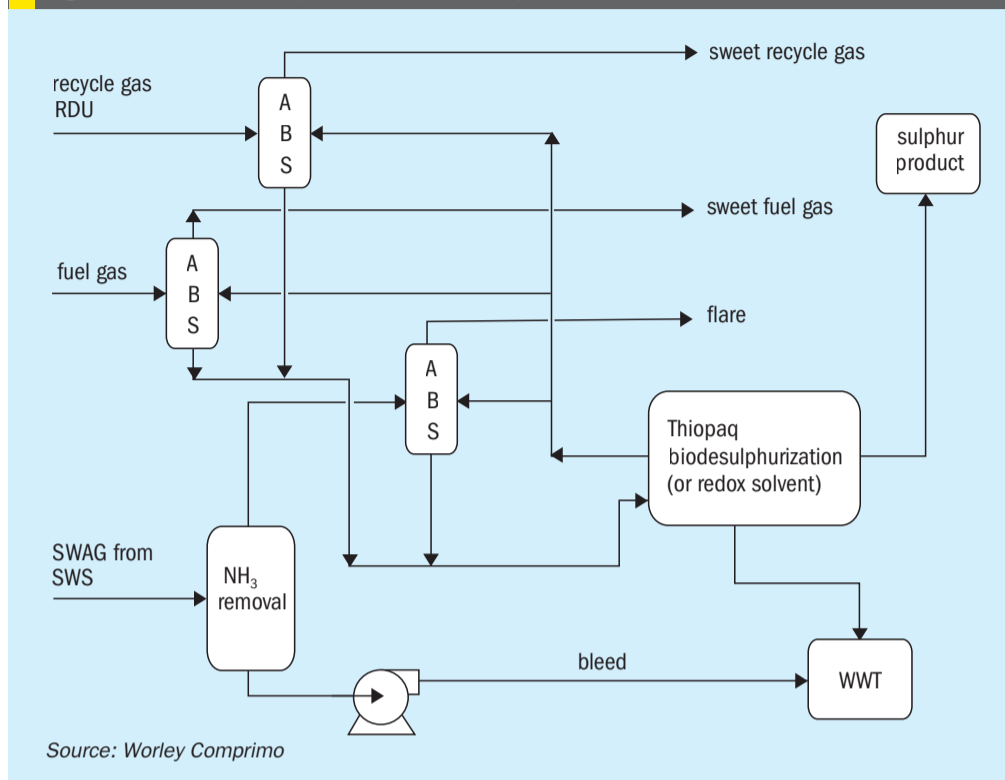 sweet recycle gas
recycle gas
RDU
A
B
S
sulphur
product
sweet fuel gas
fuel gas
A
B
S
flare
A
B
S
Thiopaq
biodesulphurization
(or redox solvent)
SWAG from
SWS
NH₃
removal
bleed
WWT
Source: Worley Comprimo